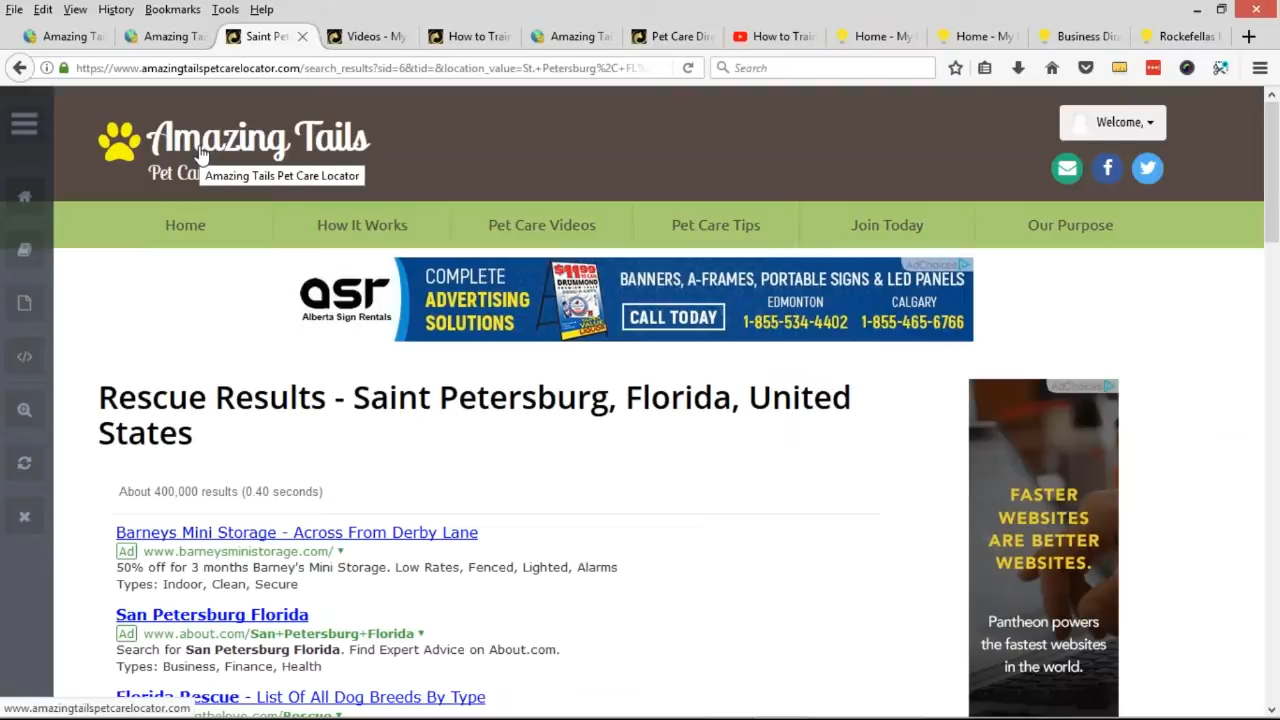 File Edit View History Bookmarks Tools Help
Amazing Ta
Amazing Ta
Saint Pet
Videos - My
How to Train
Amazing Ta
Pet Care Dire
How to Train
Home - My
Home - My
Business Dir
Rockefellas
https://www.amazingtailspetcarelocator.com/search_results?sid=6&tid=&location_value=St.+Petersburg%2C+FL%
Search
Amazing Tails
Pet Ca
Amazing Tails Pet Care Locator
Welcome,
Home
How It Works
Pet Care Videos
Pet Care Tips
Join Today
Our Purpose
asr
Alberta Sign Rentals
COMPLETE
ADVERTISING
SOLUTIONS
$11.99
DRUMMOND
BANNERS, A-FRAMES, PORTABLE SIGNS & LED PANELS
CALL TODAY
EDMONTON
1-855-534-4402
CALGARY
1-855-465-6766
AdChoices
Rescue Results - Saint Petersburg, Florida, United
States
About 400,000 results (0.40 seconds)
Barneys Mini Storage - Across From Derby Lane
Ad www.barneysministorage.com/
50% off for 3 months Barney's Mini Storage. Low Rates, Fenced, Lighted, Alarms
Types: Indoor, Clean, Secure
San Petersburg Florida
Ad www.about.com/San+Petersburg+Florida
Search for San Petersburg Florida. Find Expert Advice on About.com.
Types: Business, Finance, Health
Florida Rescue - List Of All Dog Breeds By Type
www.amazingtailspetcarelocator.com
AdChoices
FASTER
WEBSITES
ARE BETTER
WEBSITES.
Pantheon powers
the fastest websites
in the world.